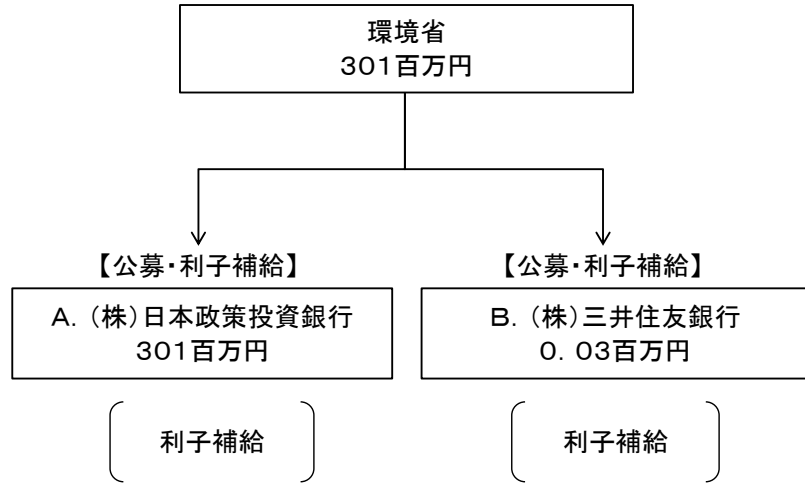 環境省
301百万円
【公募・利子補給】
【公募・利子補給】
A.（株）日本政策投資銀行
301百万円
B.（株）三井住友銀行
0.03百万円
利子補給
利子補給